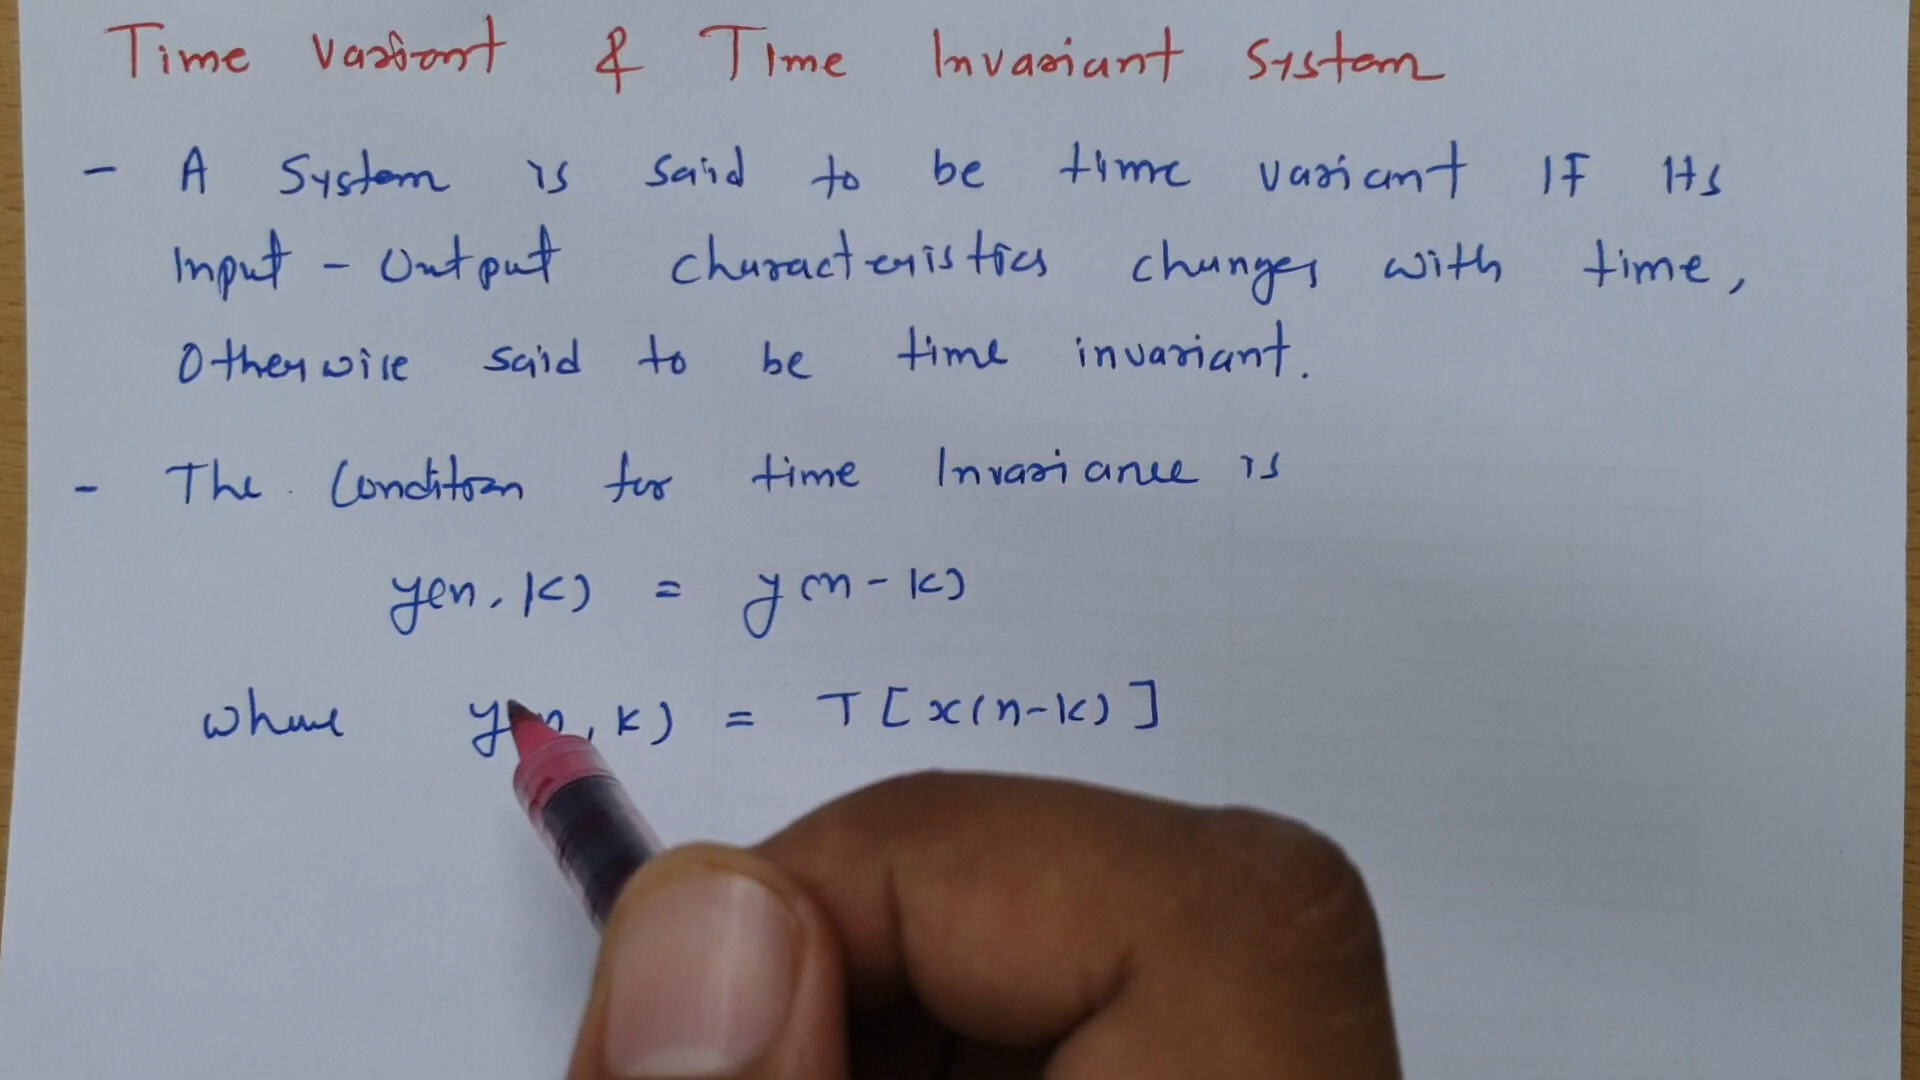 Time Variant & Time Invariant System
- A System is said to be time variant IF Its
Input - Output characteristics changes with time,
Otherwise said to be time invariant.
- The Condition for time Invariance is
y(n, k) = y(n - k)
where y(n, k) = T[x(n-k)]